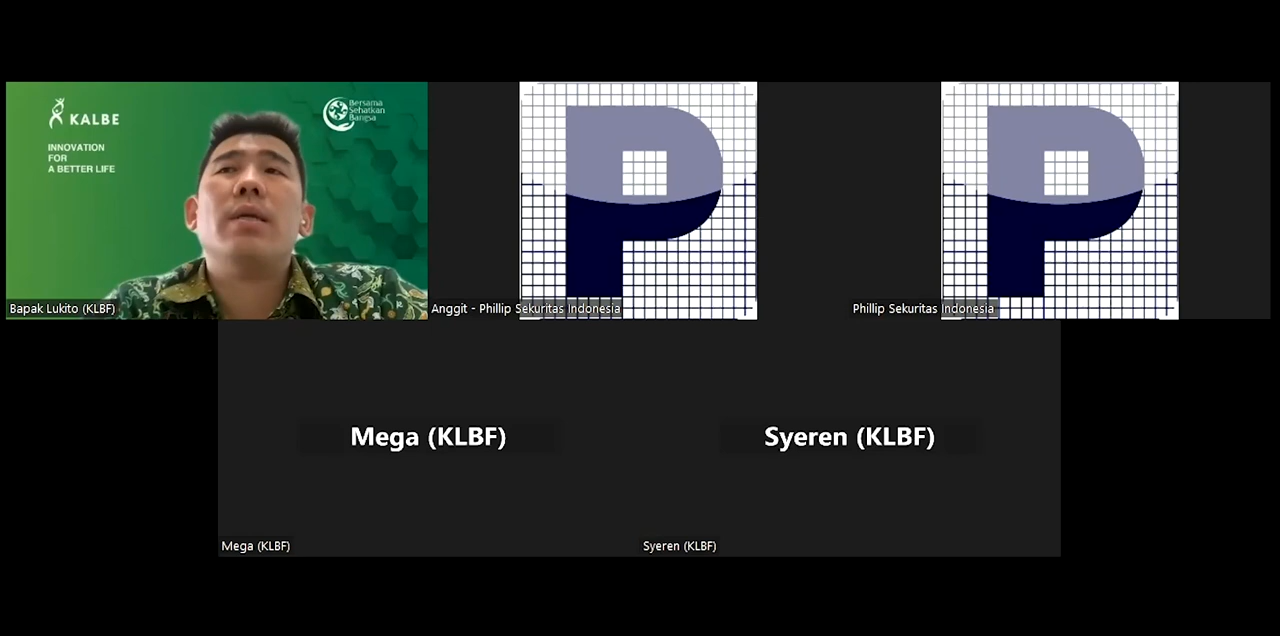 KALBE
INNOVATION
FOR
A BETTER LIFE
Bersama
Sehatkan
Bangsa
Bapak Lukito (KLBF)
P
Anggit - Phillip Sekuritas Indonesia
P
Phillip Sekuritas Indonesia
Mega (KLBF)
Syeren (KLBF)
Mega (KLBF)
Syeren (KLBF)